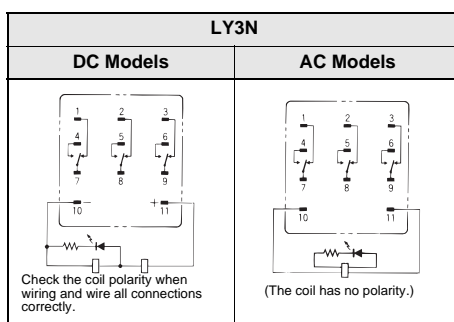 LY3N
DC Models
AC Models
1 2 3
4 5 6
7 8 9
10 - + 11
Check the coil polarity when
wiring and wire all connections
correctly.
1 2 3
4 5 6
7 8 9
10 11
(The coil has no polarity.)